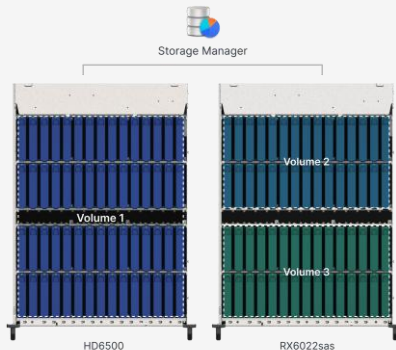 Storage Manager
Volume 1
Volume 2
Volume 3
HD6500
RX6022sas